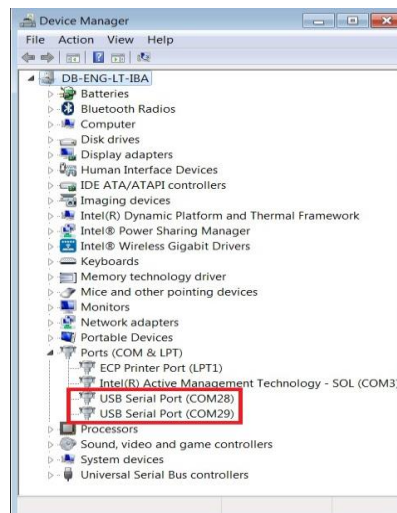 Device Manager
File Action View Help
DB-ENG-LT-IBA
Batteries
Bluetooth Radios
Computer
Disk drives
Display adapters
Human Interface Devices
IDE ATA/ATAPI controllers
Imaging devices
Intel(R) Dynamic Platform and Thermal Framework
Intel® Power Sharing Manager
Intel® Wireless Gigabit Drivers
Keyboards
Memory technology driver
Mice and other pointing devices
Monitors
Network adapters
Portable Devices
Ports (COM & LPT)
ECP Printer Port (LPT1)
Intel(R) Active Management Technology - SOL (COM3)
USB Serial Port (COM28)
USB Serial Port (COM29)
Processors
Sound, video and game controllers
System devices
Universal Serial Bus controllers